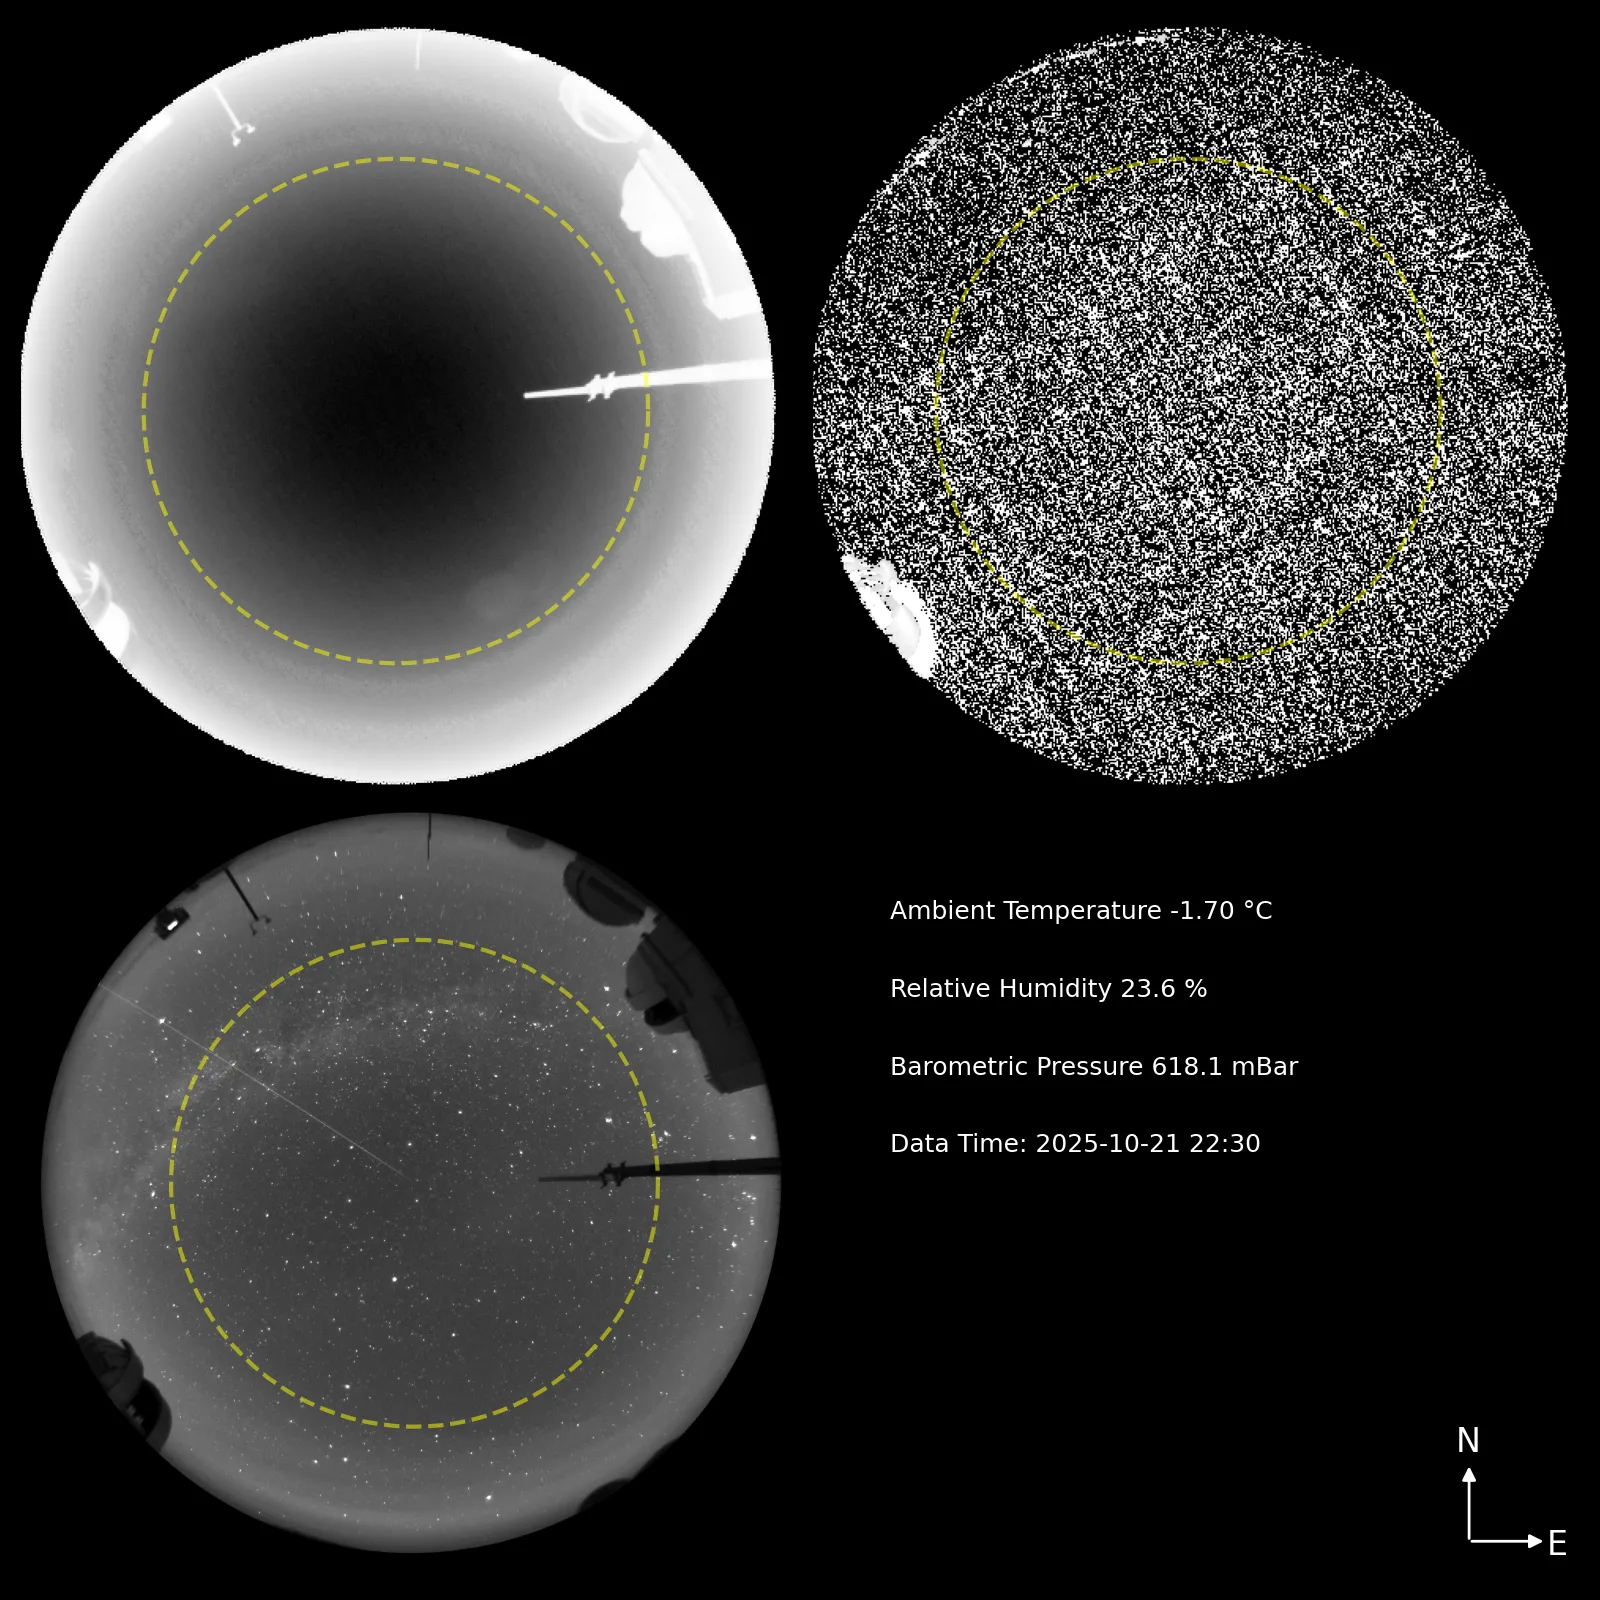 Ambient Temperature -1.70 °C
Relative Humidity 23.6 %
Barometric Pressure 618.1 mBar
Data Time: 2025-10-21 22:30
N
E